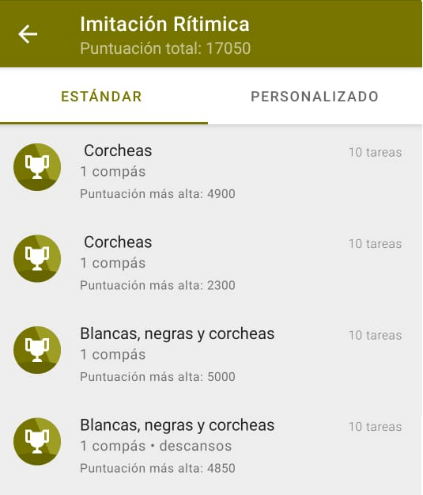 Imitación Rítimica
Puntuación total: 17050
ESTÁNDAR PERSONALIZADO
Corcheas 10 tareas
1 compás
Puntuación más alta: 4900
Corcheas 10 tareas
1 compás
Puntuación más alta: 2300
Blancas, negras y corcheas 10 tareas
1 compás
Puntuación más alta: 5000
Blancas, negras y corcheas 10 tareas
1 compás • descansos
Puntuación más alta: 4850